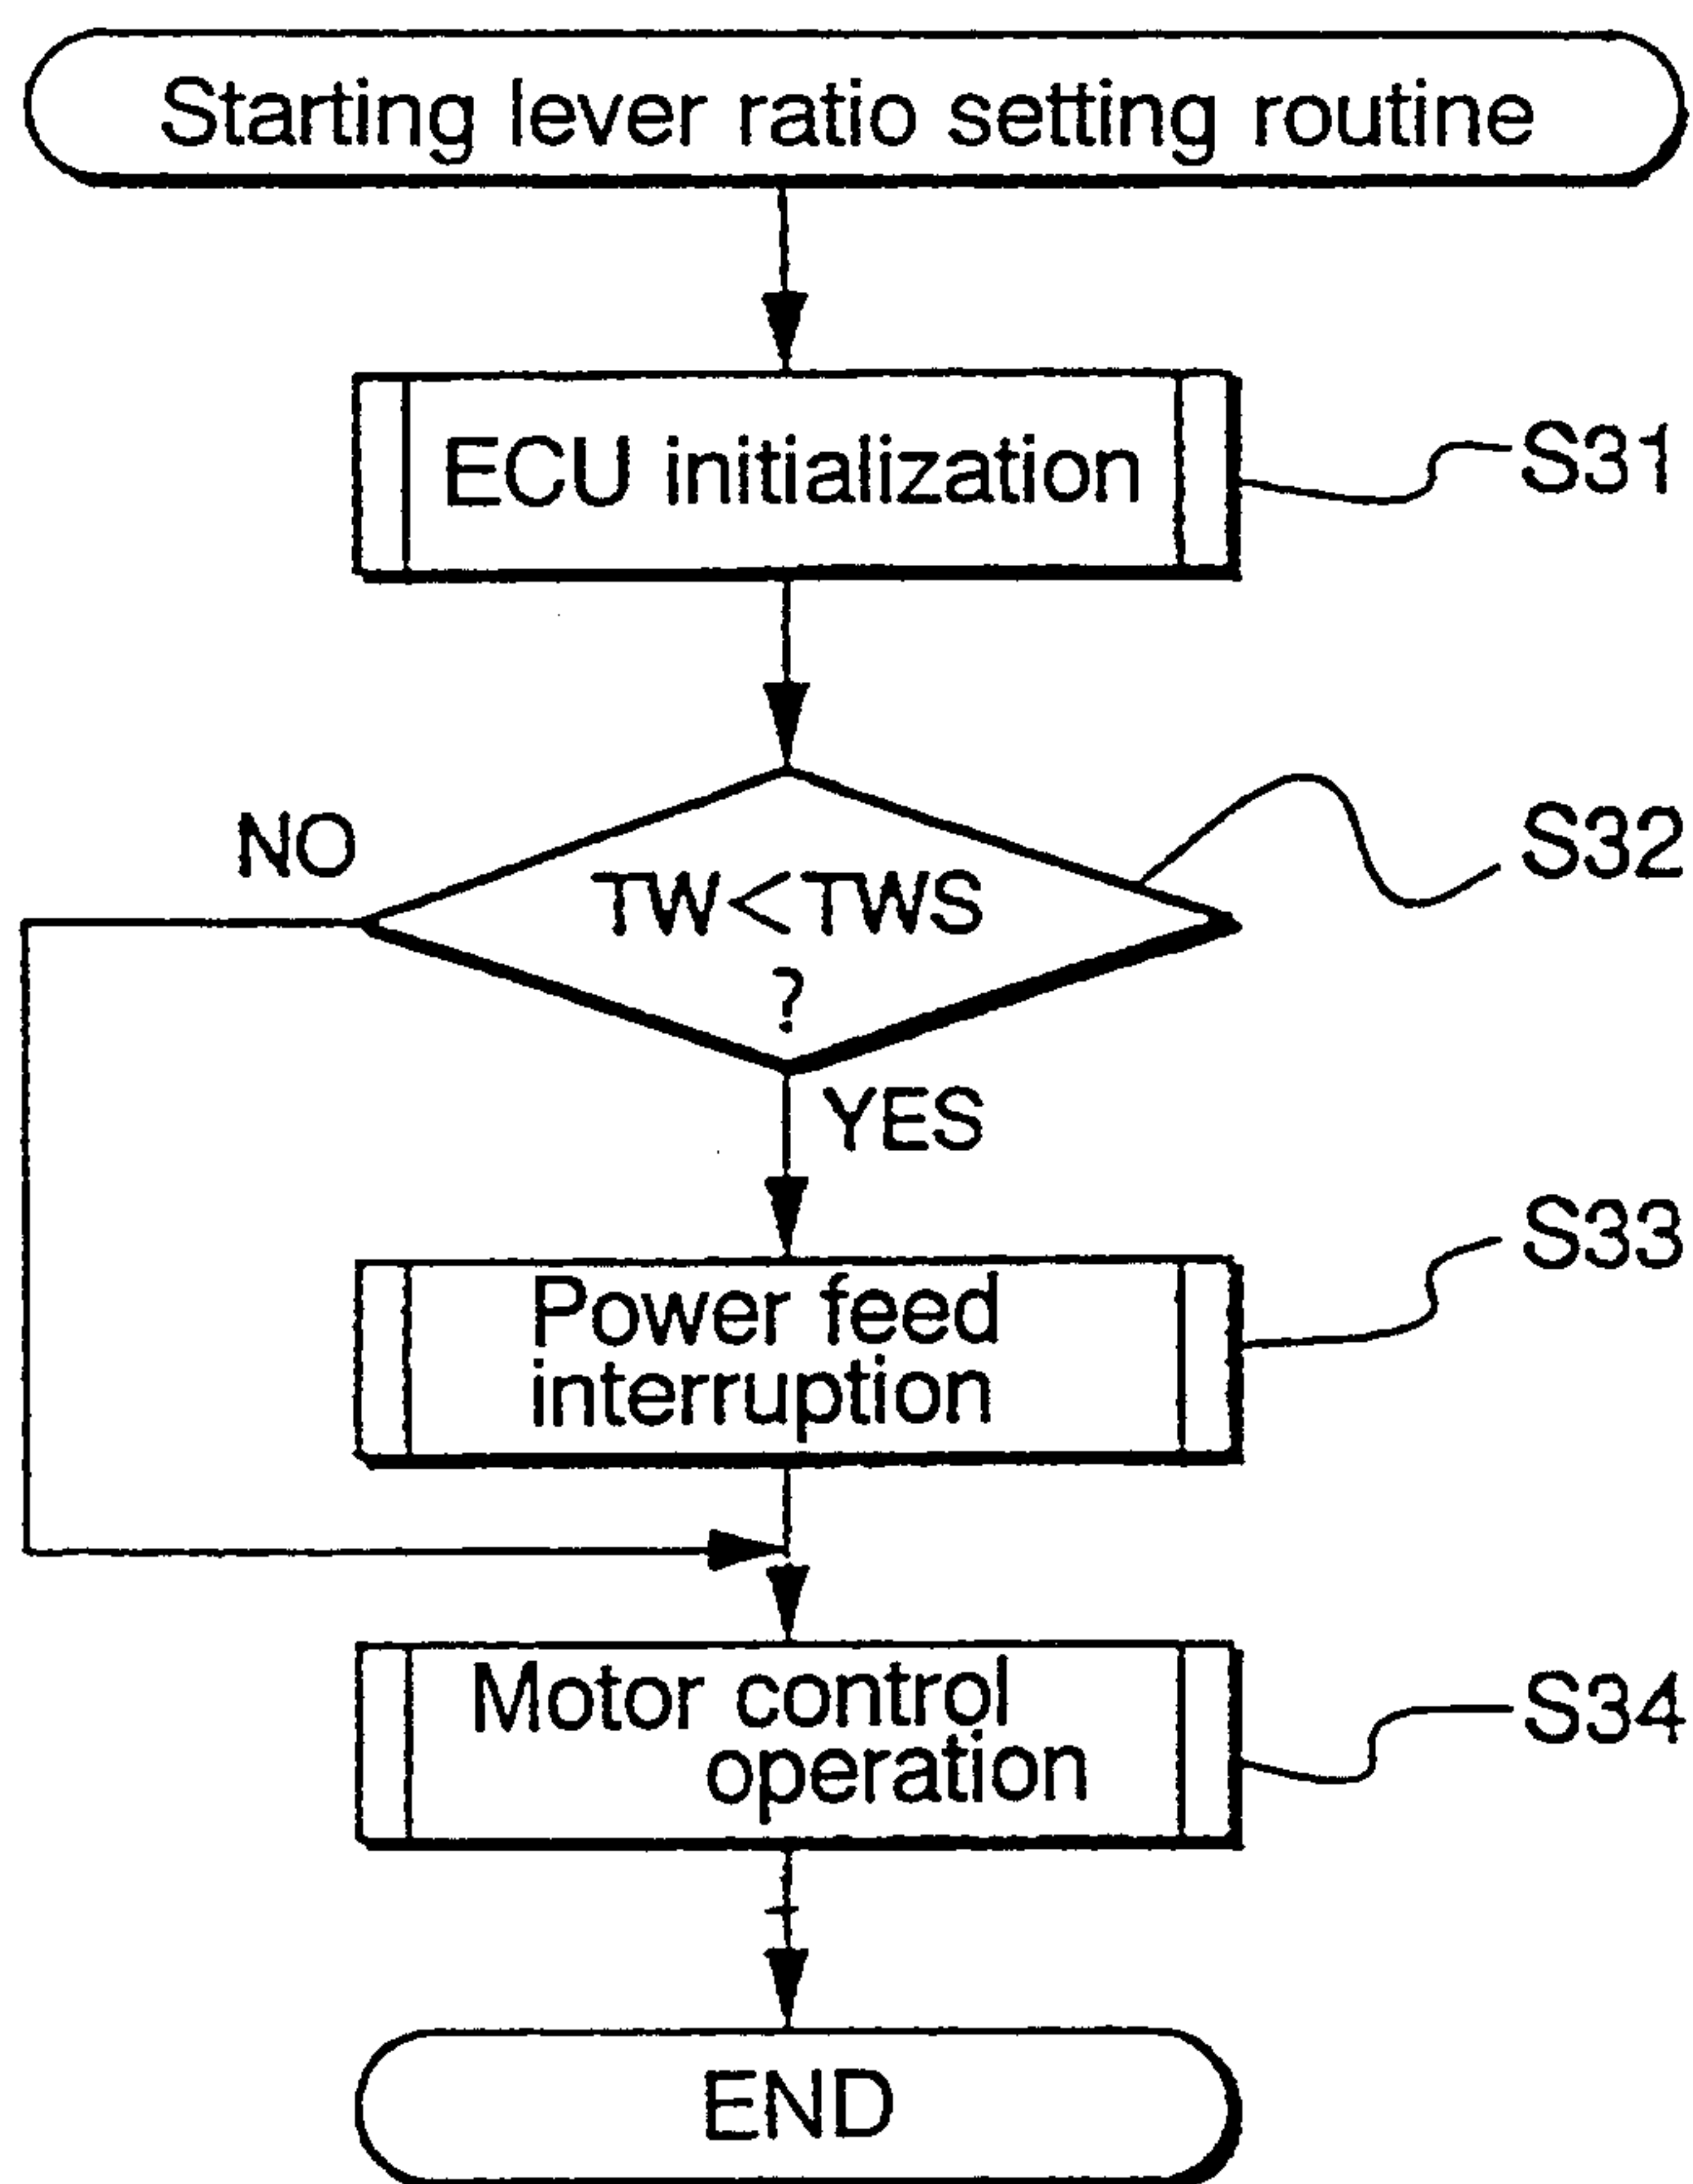 Starting lever ratio setting routine
ECU initialization
S31
NO
TW<TWS
?
S32
YES
Power feed
interruption
S33
Motor control
operation
S34
END